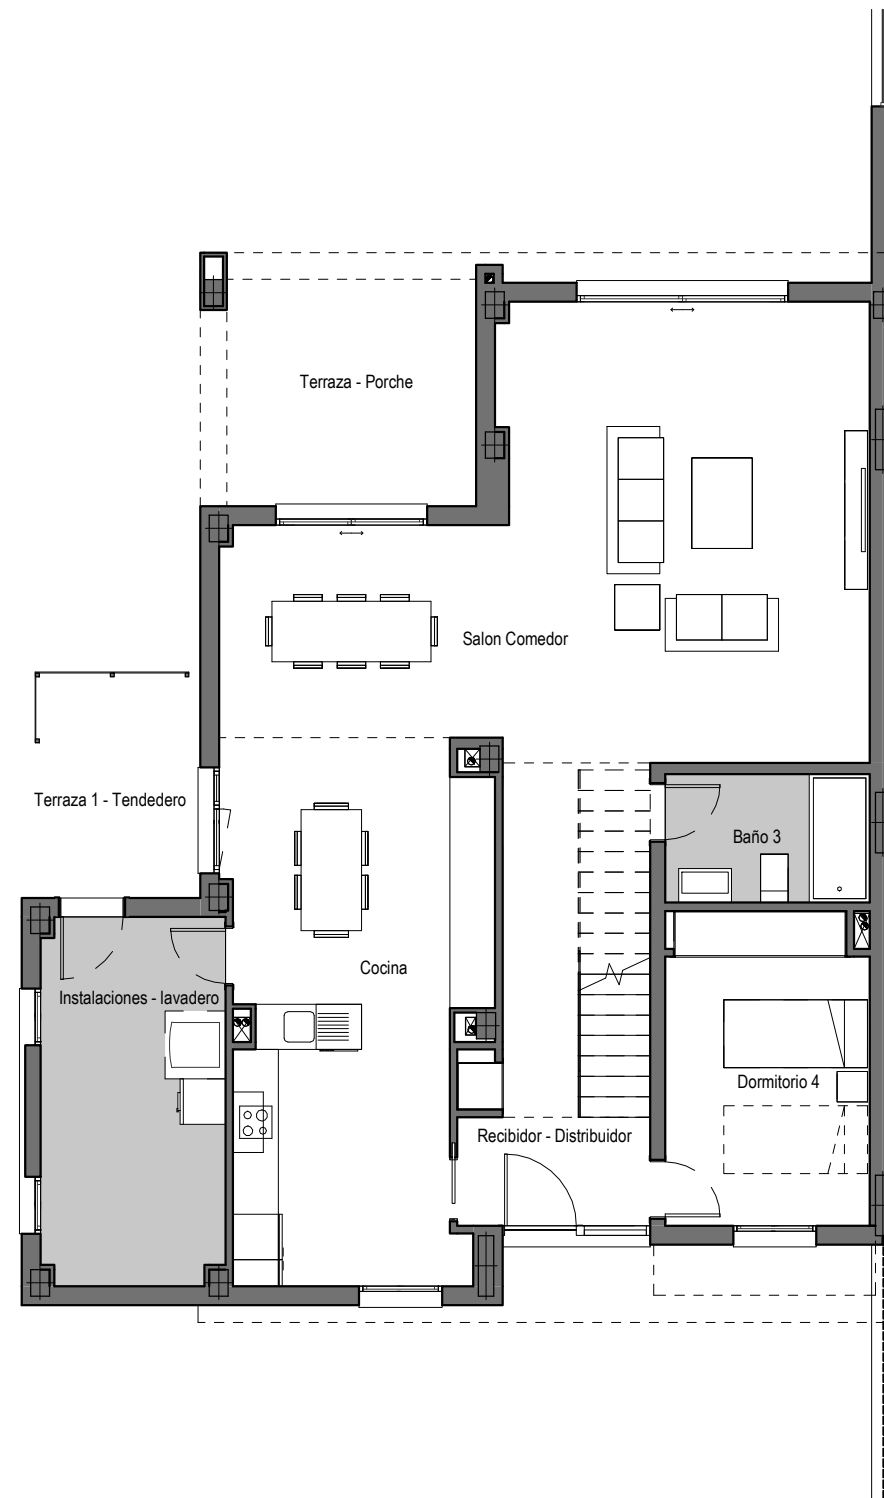 Terraza - Porche
Salon Comedor
Terraza 1 - Tendedero
Baño 3
Cocina
Instalaciones - lavadero
Dormitorio 4
Recibidor - Distribuidor